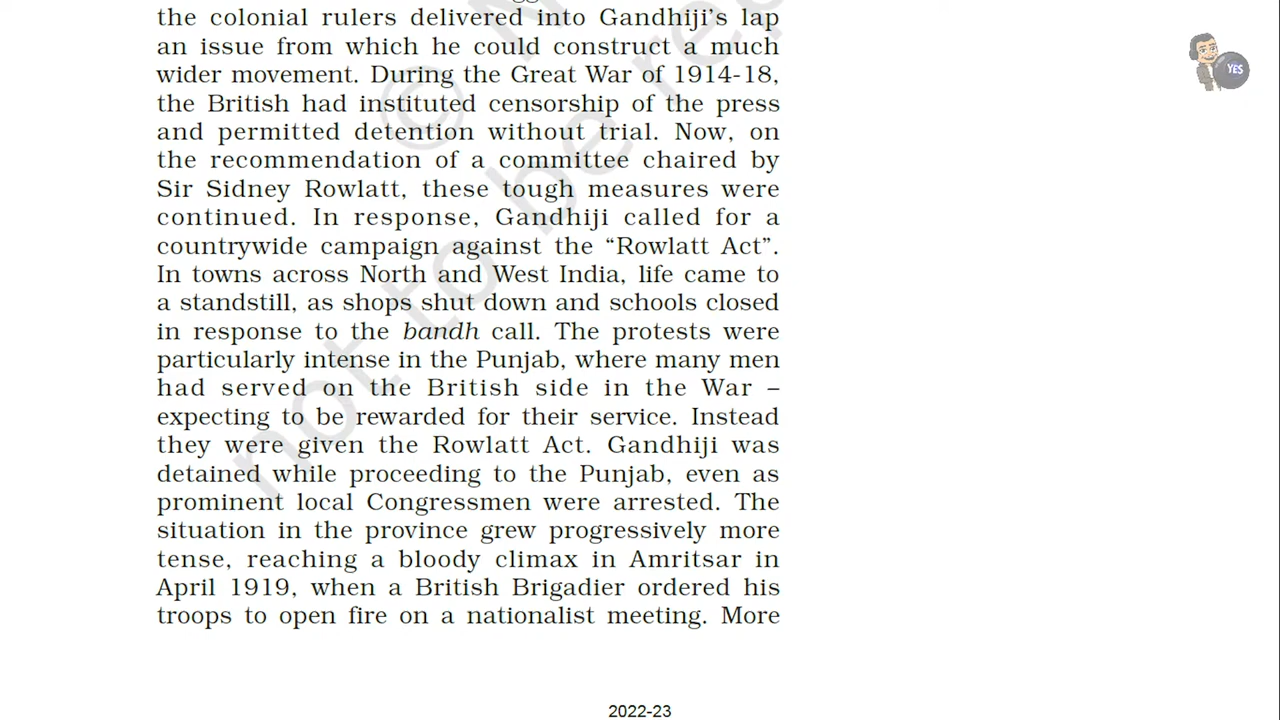 the colonial rulers delivered into Gandhiji's lap
an issue from which he could construct a much
wider movement. During the Great War of 1914-18,
the British had instituted censorship of the press
and permitted detention without trial. Now, on
the recommendation of a committee chaired by
Sir Sidney Rowlatt, these tough measures were
continued. In response, Gandhiji called for a
countrywide campaign against the “Rowlatt Act”.
In towns across North and West India, life came to
a standstill, as shops shut down and schools closed
in response to the bandh call. The protests were
particularly intense in the Punjab, where many men
had served on the British side in the War –
expecting to be rewarded for their service. Instead
they were given the Rowlatt Act. Gandhiji was
detained while proceeding to the Punjab, even as
prominent local Congressmen were arrested. The
situation in the province grew progressively more
tense, reaching a bloody climax in Amritsar in
April 1919, when a British Brigadier ordered his
troops to open fire on a nationalist meeting. More
2022-23
YES
© N
not to be rep